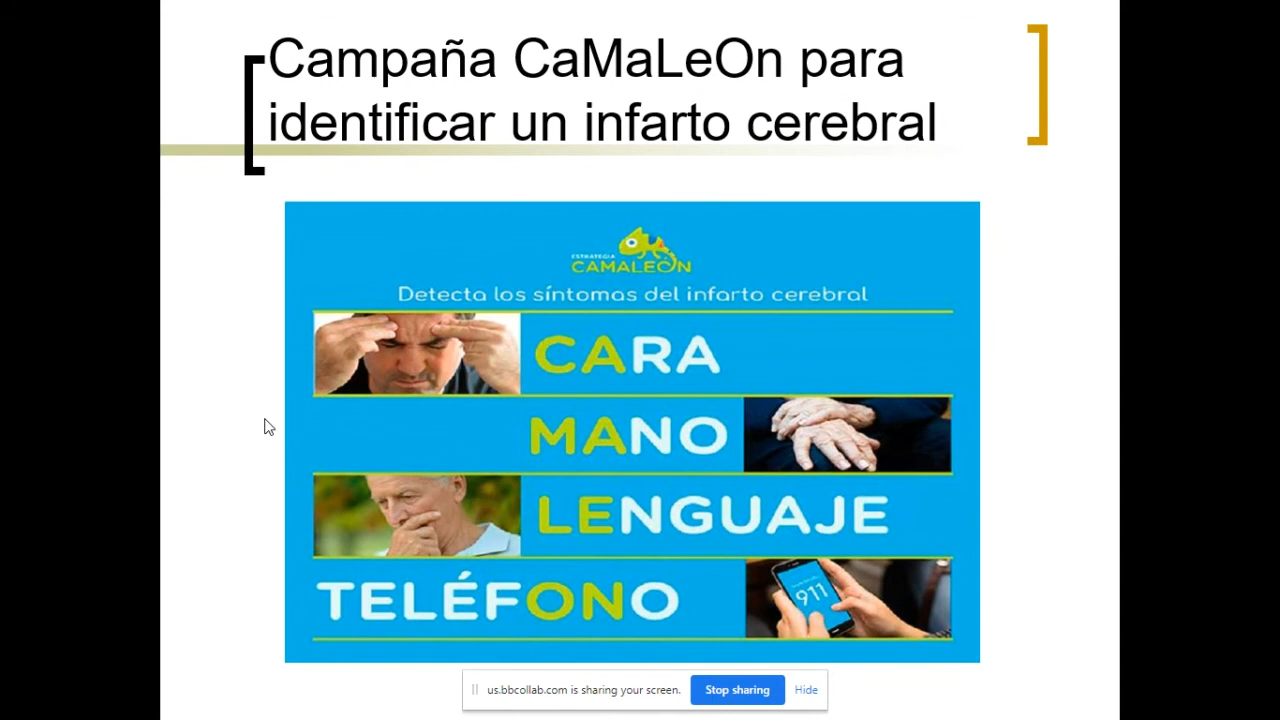 Campaña CaMaLeOn para
identificar un infarto cerebral
ESTRATEGIA
CAMALEÓN
Detecta los síntomas del infarto cerebral
CARA
MANO
LENGUAJE
911
TELÉFONO
us.bbcollab.com is sharing your screen. Stop sharing Hide